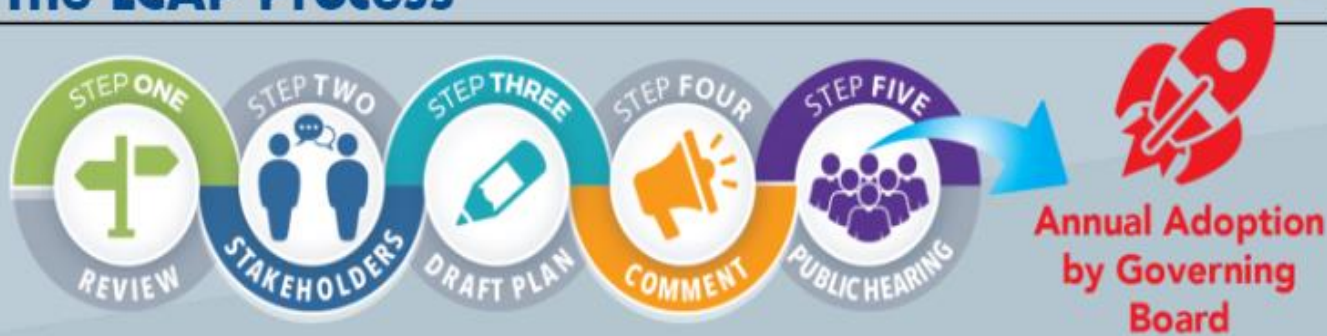 The LCAP Process
STEP ONE
REVIEW
STEP TWO
STAKEHOLDERS
STEP THREE
DRAFT PLAN
STEP FOUR
COMMENT
STEP FIVE
PUBLIC HEARING
Annual Adoption
by Governing
Board